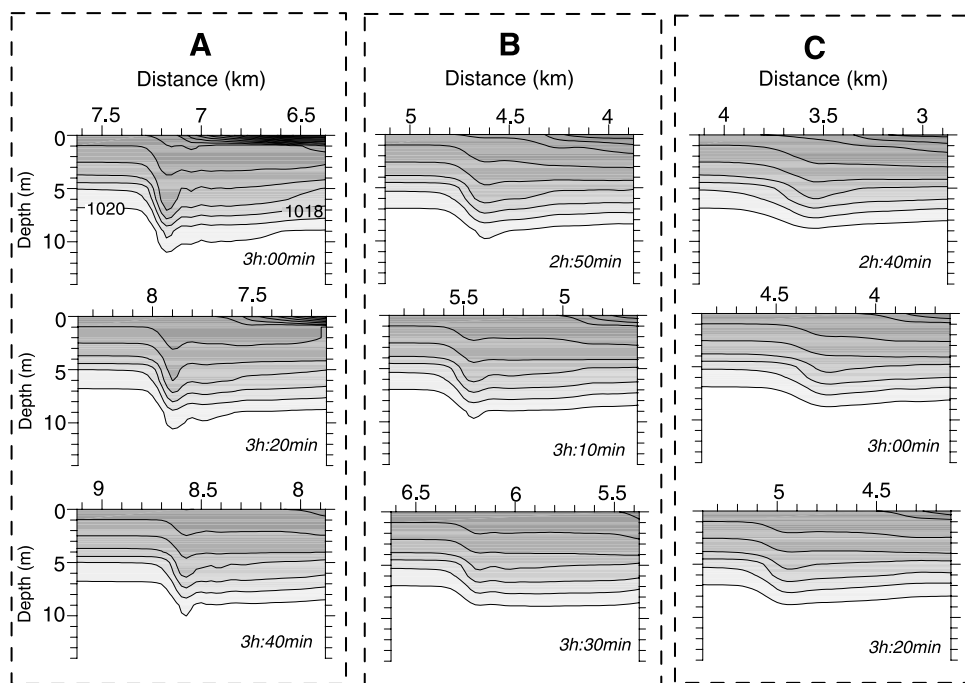 A
Distance (km)
7.5 7 6.5
0
5
10
Depth (m)
1020
1018
3h:00min
8 7.5
0
5
10
Depth (m)
3h:20min
9 8.5 8
0
5
10
Depth (m)
3h:40min
B
Distance (km)
5 4.5 4
2h:50min
5.5 5
3h:10min
6.5 6 5.5
3h:30min
C
Distance (km)
4 3.5 3
2h:40min
4.5 4
3h:00min
5 4.5
3h:20min